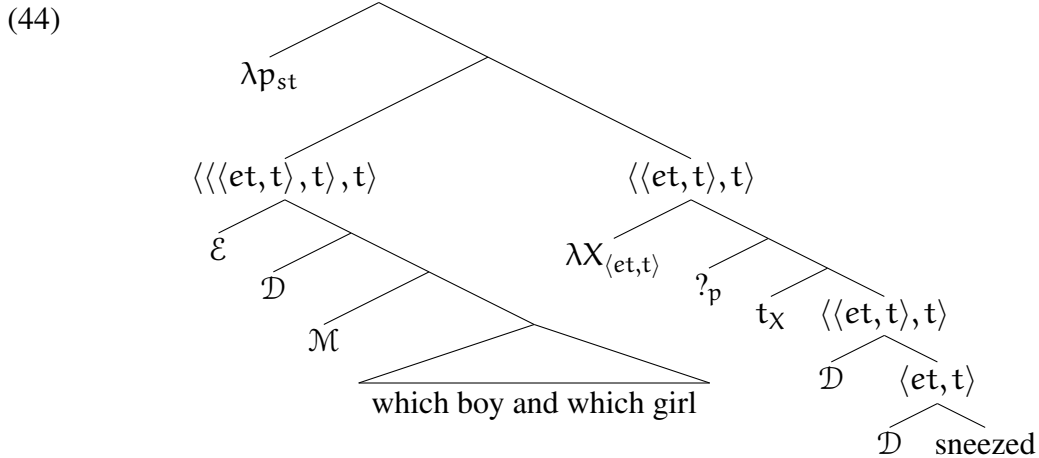 (44)
λp_st
⟨⟨⟨et, t⟩, t⟩, t⟩ ⟨⟨et, t⟩, t⟩
ℰ λX_⟨et,t⟩
𝒟 ?_p
ℳ t_X ⟨⟨et, t⟩, t⟩
𝒟 ⟨et, t⟩
which boy and which girl
𝒟 sneezed